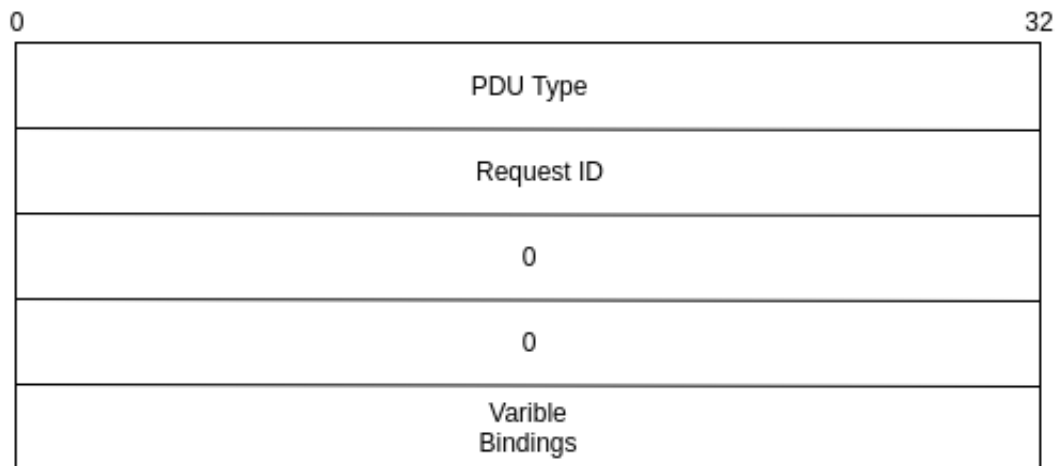 0 32
PDU Type
Request ID
0
0
Varible
Bindings